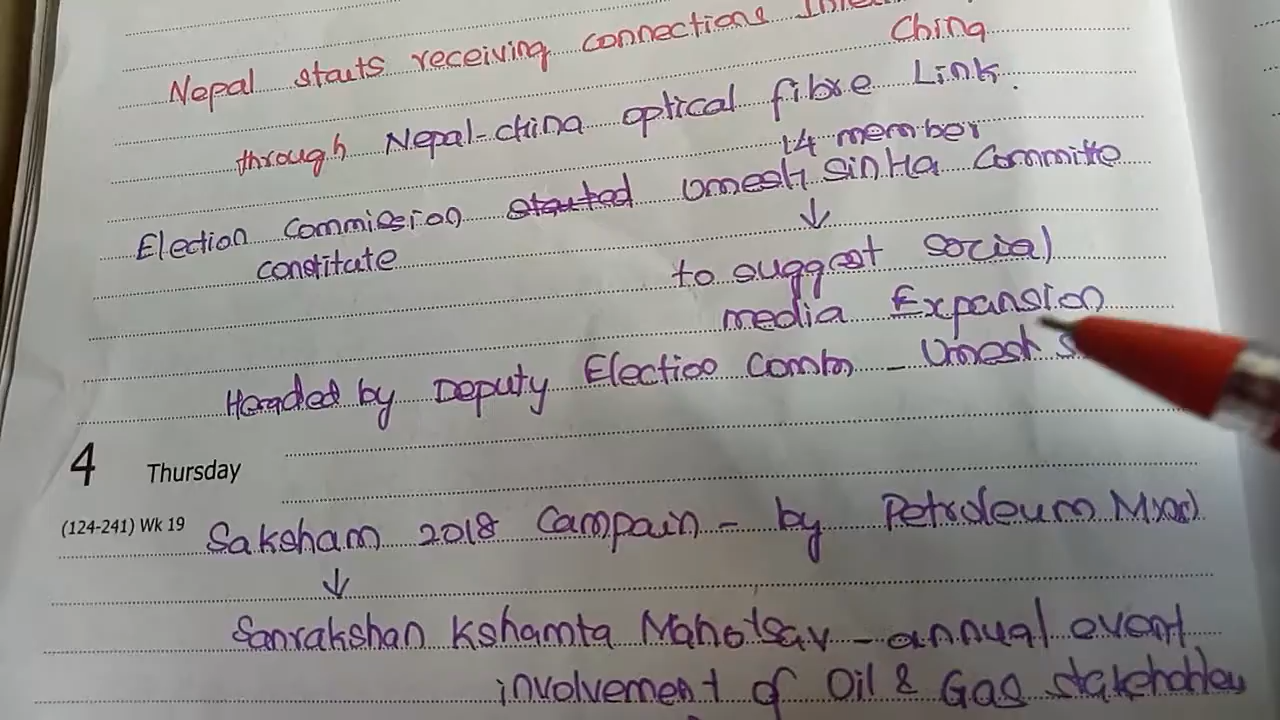 Nepal starts receiving connections
China
through Nepal-china optical fibre Link.
14 member
Election Commission started Umesh SinHa Committe
constitute
↓
to suggest social
media Expansion
Headed by Deputy Election Comm - Umesh
4 Thursday
(124-241) Wk 19
Saksham 2018 Campain - by Petroleum
↓
Sanrakshan Kshamta Mahotsav - annual event
involvement of Oil & Gas stakeholders